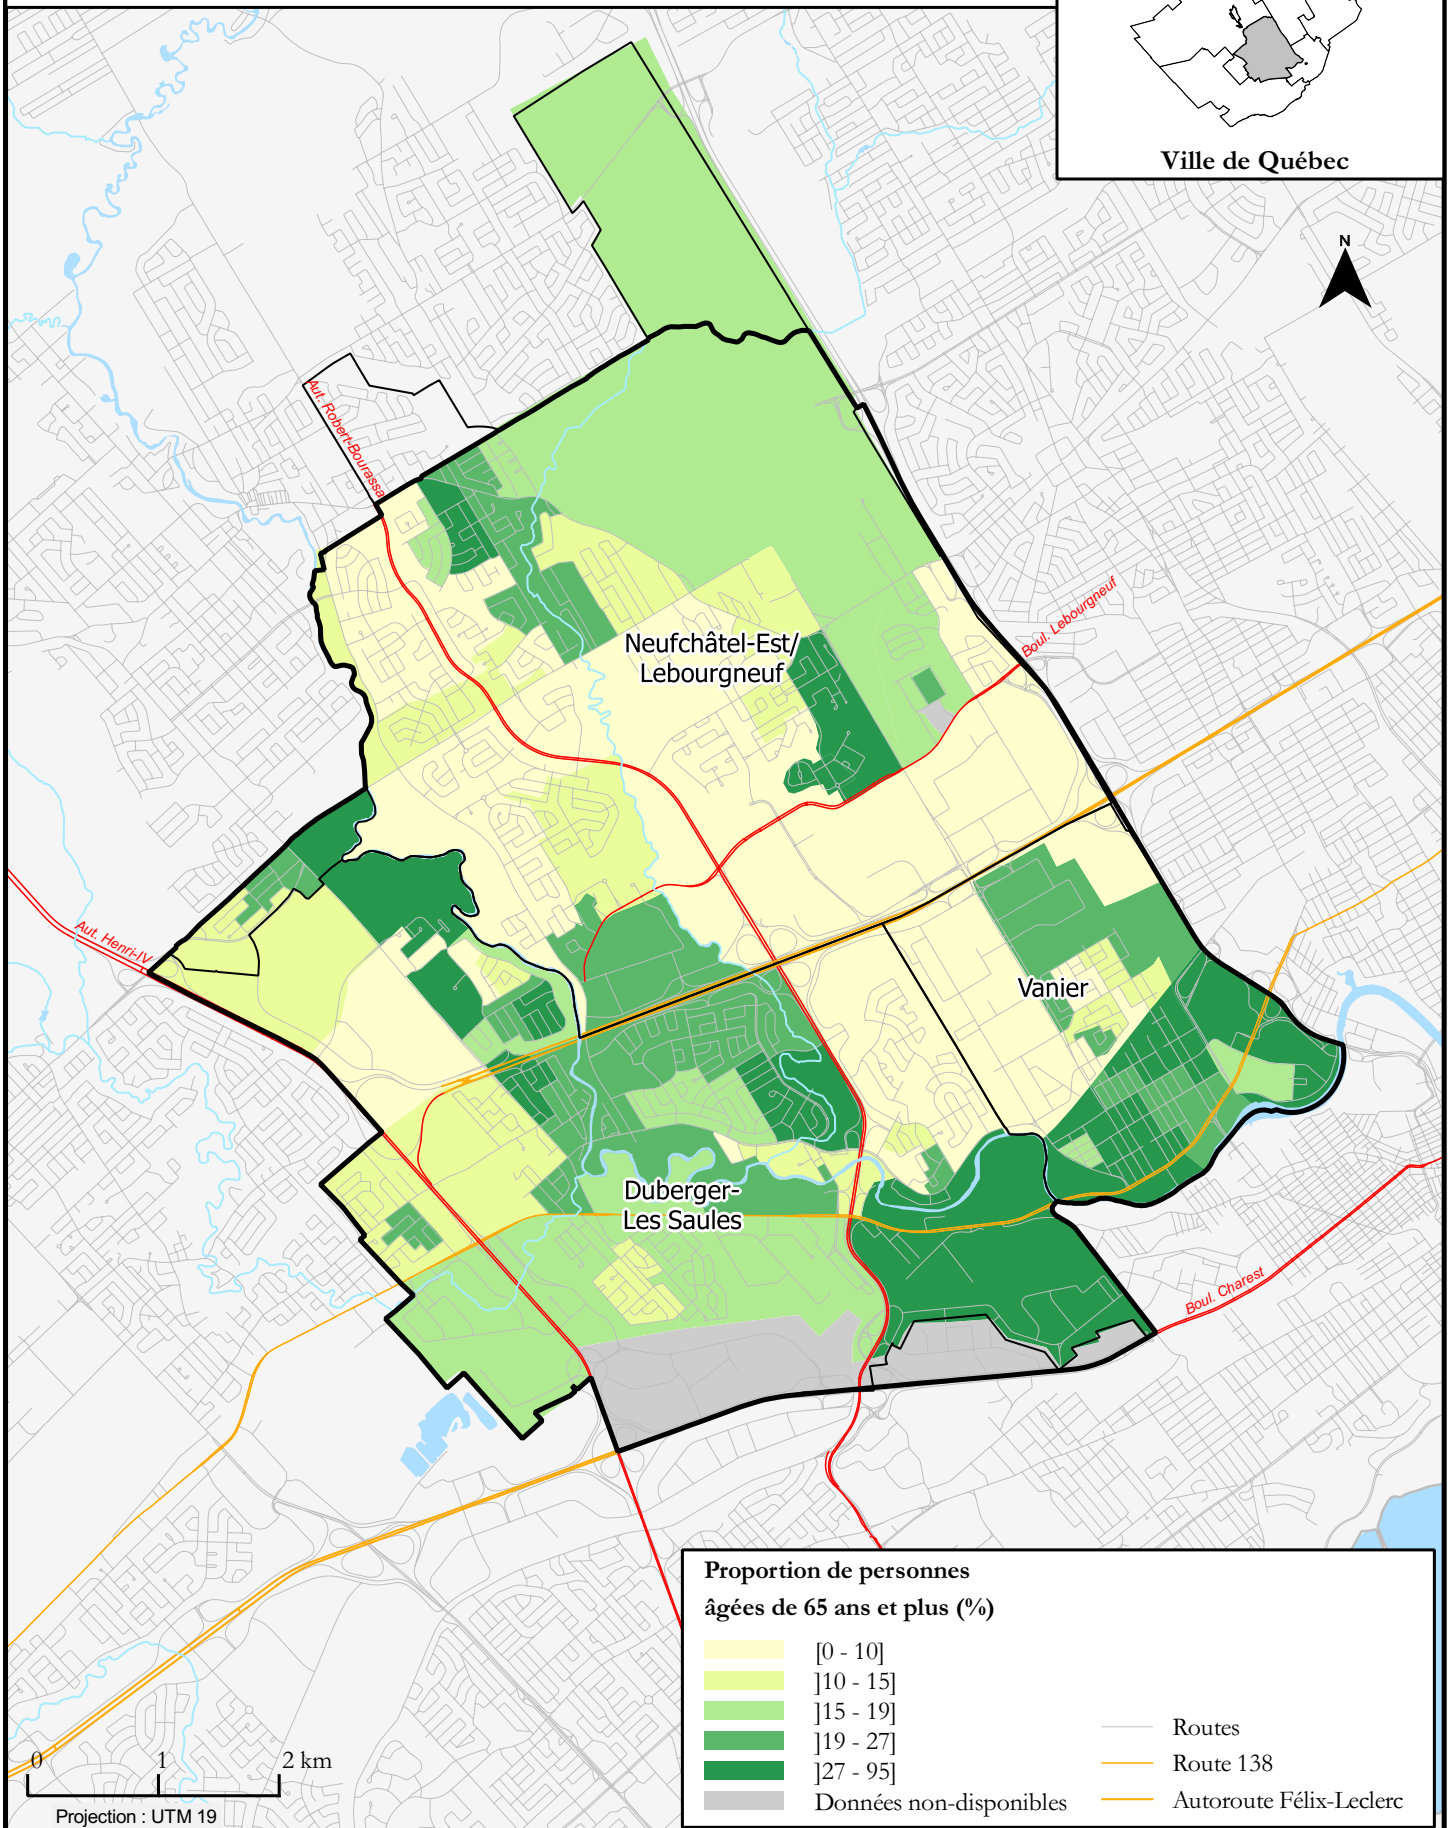 Ville de Québec
N
Aut. Robert-Bourassa
Boul. Lebourgneuf
Neufchâtel-Est/
Lebourgneuf
Aut. Henri-IV
Vanier
Duberger-
Les Saules
Boul. Charest
Proportion de personnes
âgées de 65 ans et plus (%)
[0 - 10]
]10 - 15]
]15 - 19]
]19 - 27]
]27 - 95]
Données non-disponibles
Routes
Route 138
Autoroute Félix-Leclerc
0 1 2 km
Projection : UTM 19